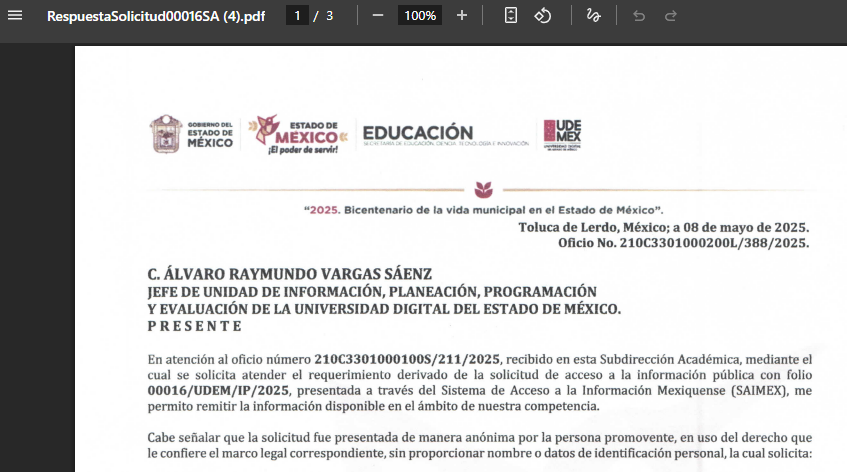 RespuestaSolicitud00016SA (4).pdf
1 / 3
100%
GOBIERNO DEL
ESTADO DE
MÉXICO
ESTADO DE
MÉXICO
¡El poder de servir!
EDUCACIÓN
SECRETARÍA DE EDUCACIÓN, CIENCIA, TECNOLOGÍA E INNOVACIÓN
UDE
MEX
"2025. Bicentenario de la vida municipal en el Estado de México".
Toluca de Lerdo, México; a 08 de mayo de 2025.
Oficio No. 210C3301000200L/388/2025.
C. ÁLVARO RAYMUNDO VARGAS SÁENZ
JEFE DE UNIDAD DE INFORMACIÓN, PLANEACIÓN, PROGRAMACIÓN
Y EVALUACIÓN DE LA UNIVERSIDAD DIGITAL DEL ESTADO DE MÉXICO.
P R E S E N T E
En atención al oficio número 210C3301000100S/211/2025, recibido en esta Subdirección Académica, mediante el
cual se solicita atender el requerimiento derivado de la solicitud de acceso a la información pública con folio
00016/UDEM/IP/2025, presentada a través del Sistema de Acceso a la Información Mexiquense (SAIMEX), me
permito remitir la información disponible en el ámbito de nuestra competencia.
Cabe señalar que la solicitud fue presentada de manera anónima por la persona promovente, en uso del derecho que
le confiere el marco legal correspondiente, sin proporcionar nombre o datos de identificación personal, la cual solicita: